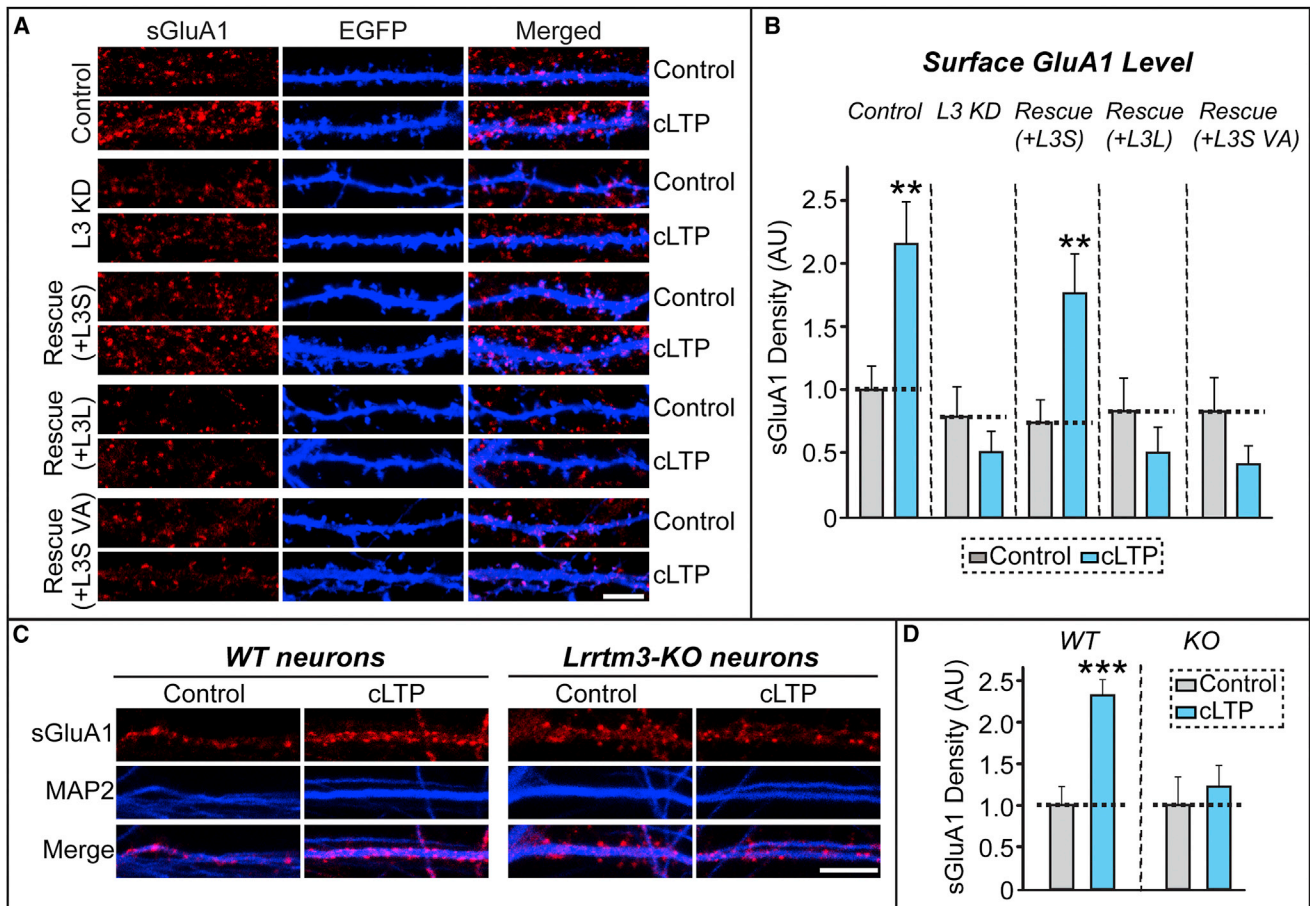 A
sGluA1 EGFP Merged
Control
Control
cLTP
L3 KD
Control
cLTP
Rescue
(+L3S)
Control
cLTP
Rescue
(+L3L)
Control
cLTP
Rescue
(+L3S VA)
Control
cLTP
B
Surface GluA1 Level
Control L3 KD Rescue Rescue Rescue
(+L3S) (+L3L) (+L3S VA)
sGluA1 Density (AU)
** **
2.5
2.0
1.5
1.0
0.5
0
Control cLTP
C
WT neurons Lrrtm3-KO neurons
Control cLTP Control cLTP
sGluA1
MAP2
Merge
D
WT KO
***
Control
cLTP
sGluA1 Density (AU)
2.5
2.0
1.5
1.0
0.5
0